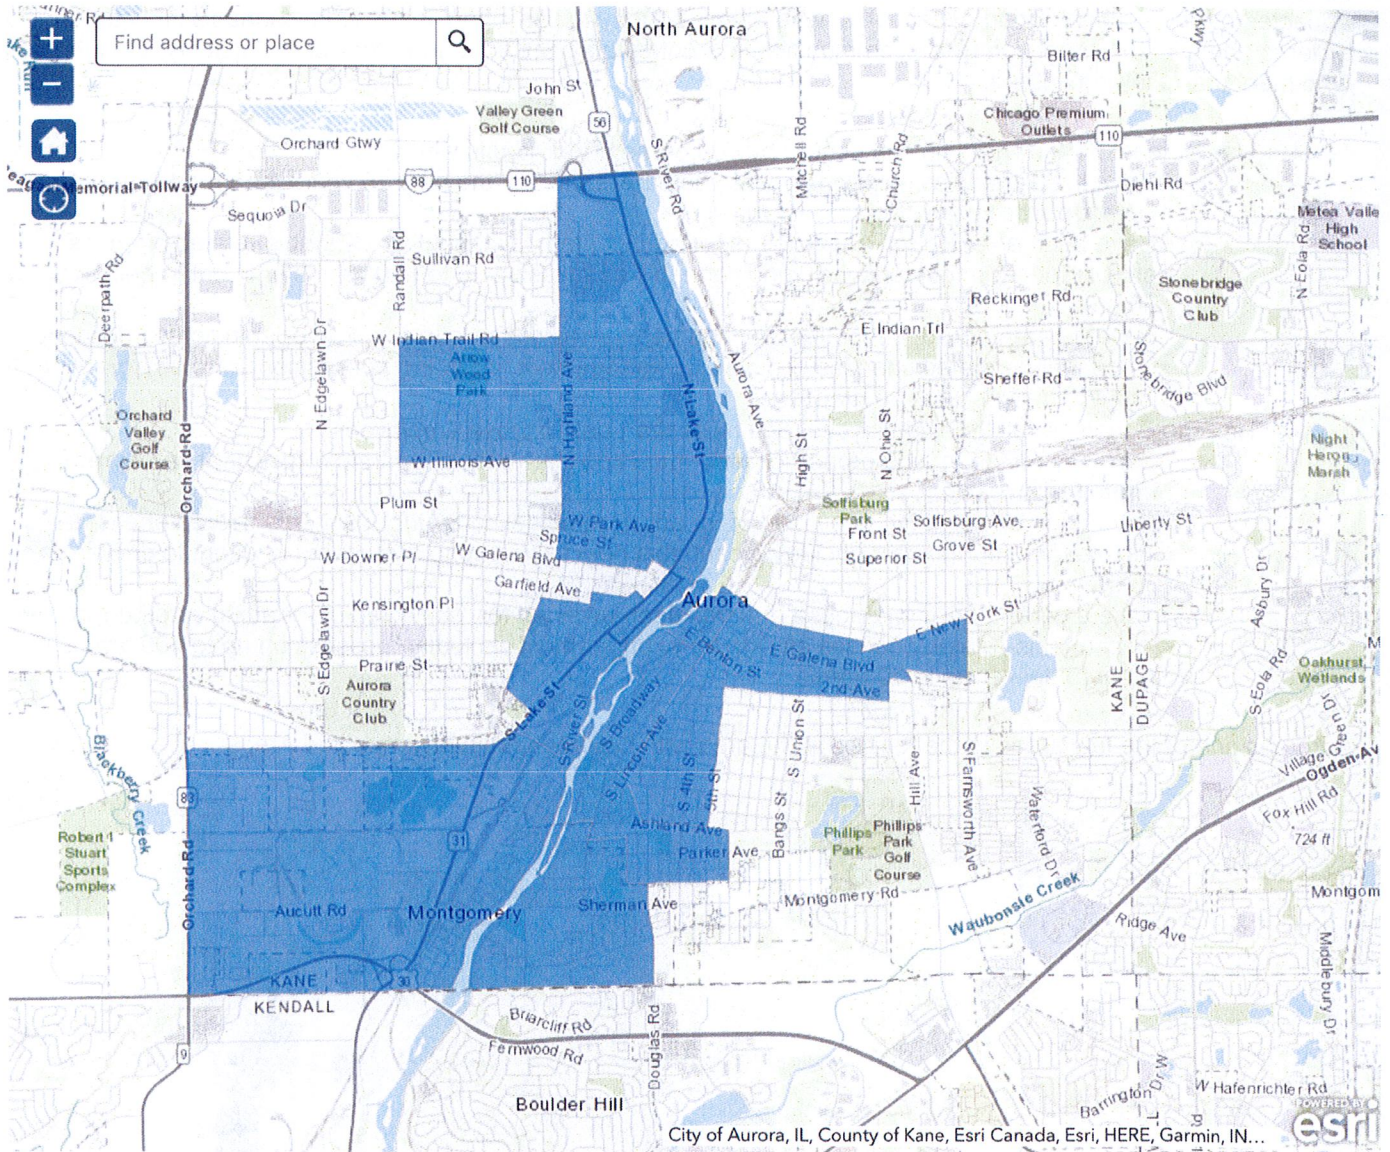 Find address or place
North Aurora
Bilter Rd
John St
Valley Green
Golf Course
56
Chicago Premium
Outlets
110
Orchard Gtwy
S River Rd
Mitchell Rd
Church Rd
Memorial Tollway
88
110
Diehl Rd
Sequoia Dr
Metea Valle
High
School
Deerpath Rd
Randall Rd
Sullivan Rd
N Eola Rd
Stonebridge
Country
Club
Reckinger Rd
W Indian Trail Rd
E Indian Trl
N Edgelawn Dr
Arrow
Wood
Park
N Highland Ave
Aurora Ave
Sheffer Rd
Stonebridge Blvd
N Lake St
Orchard
Valley
Golf
Course
Orchard Rd
W Illinois Ave
High St
N Ohio St
Night
Heron
Marsh
Plum St
Solfisburg
Park
Solfisburg Ave
Liberty St
W Park Ave
Front St
Spruce St
Grove St
W Downer Pl
W Galena Blvd
Superior St
Garfield Ave
Asbury Dr
Kensington Pl
Aurora
S Edgelawn Dr
E New York St
E Benton St
E Galena Blvd
Prairie St
2nd Ave
KANE
DUPAGE
Oakhurst
Wetlands
Aurora
Country
Club
S Lake St
S River St
S Broadway
S Lincoln Ave
S Union St
S Eola Rd
Village Green Dr
Ogden Av
Blackberry Creek
83
S 4th St
5th St
Hill Ave
S Farnsworth Ave
Waterford Dr
Fox Hill Rd
31
Ashland Ave
Bangs St
Phillips
Park
Phillips
Park
Golf
Course
724 ft
Robert
Stuart
Sports
Complex
Parker Ave
Orchard Rd
Montgomery Rd
Montgom
Aucutt Rd
Montgomery
Sherman Ave
Waubonsie Creek
Ridge Ave
Middlebury Dr
KANE
30
KENDALL
Briarcliff Rd
Fernwood Rd
Douglas Rd
9
Boulder Hill
Barrington Dr W
W Hafenrichter Rd
POWERED BY
esri
City of Aurora, IL, County of Kane, Esri Canada, Esri, HERE, Garmin, IN...